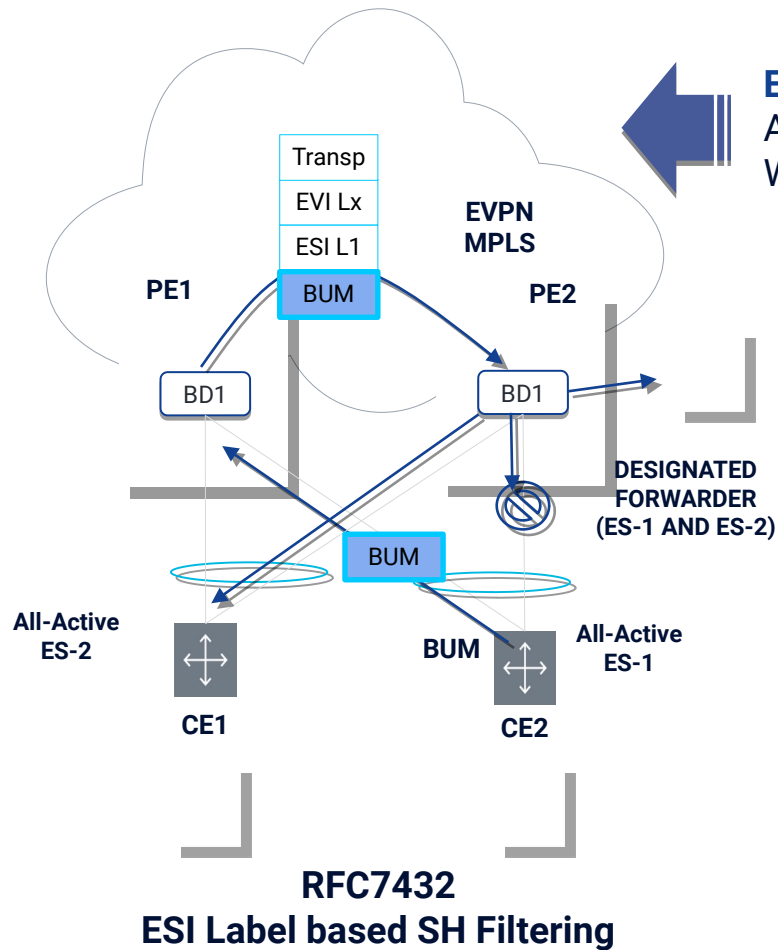 E
A
W
Transp
EVI Lx
ESI L1
BUM
EVPN
MPLS
PE1
PE2
BD1
BD1
DESIGNATED
FORWARDER
(ES-1 AND ES-2)
BUM
All-Active
ES-2
BUM
All-Active
ES-1
CE1
CE2
RFC7432
ESI Label based SH Filtering